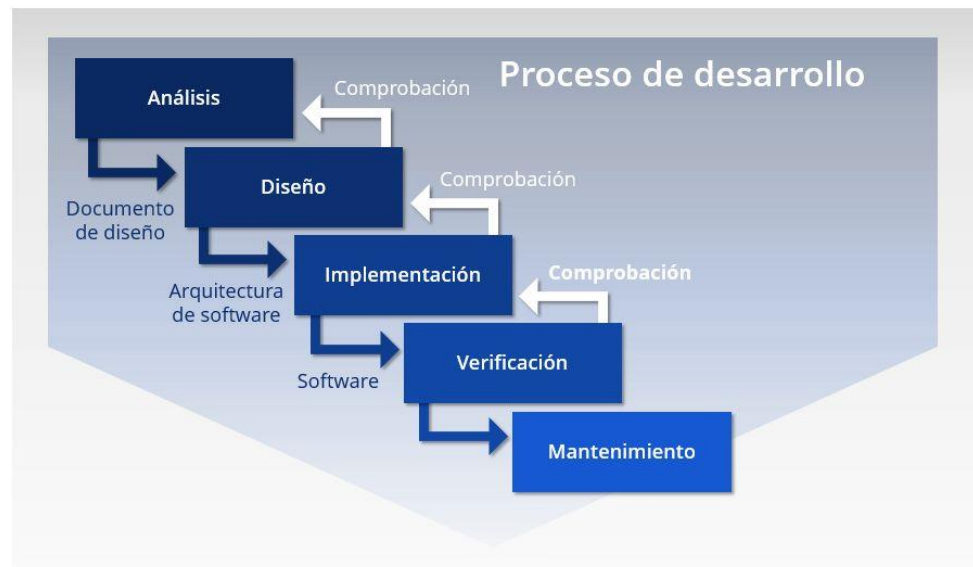 Proceso de desarrollo
Análisis
Comprobación
Documento
de diseño
Diseño
Comprobación
Arquitectura
de software
Implementación
Comprobación
Software
Verificación
Mantenimiento